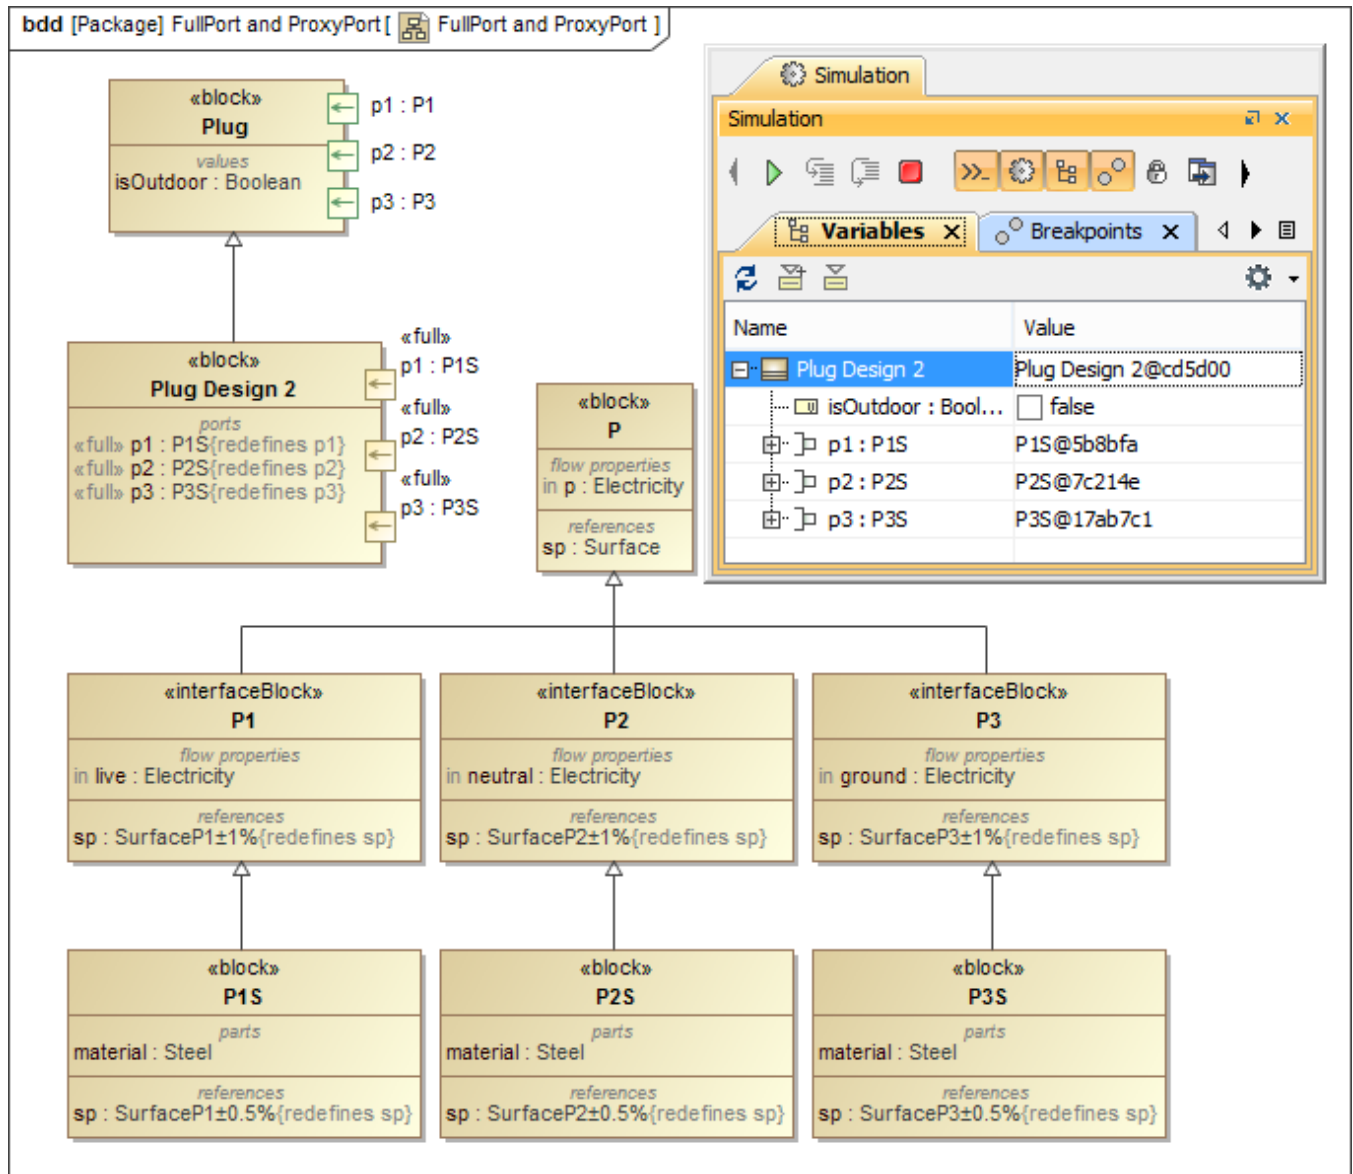 bdd [Package] FullPort and ProxyPort [ FullPort and ProxyPort ]
«block»
Plug
values
isOutdoor : Boolean
p1 : P1
p2 : P2
p3 : P3
«block»
Plug Design 2
ports
«full» p1 : P1S{redefines p1}
«full» p2 : P2S{redefines p2}
«full» p3 : P3S{redefines p3}
«full»
p1 : P1S
«full»
p2 : P2S
«full»
p3 : P3S
«block»
P
flow properties
in p : Electricity
references
sp : Surface
Simulation
Simulation
Variables
Breakpoints
Name Value
Plug Design 2 Plug Design 2@cd5d00
isOutdoor : Bool... false
p1 : P1S P1S@5b8bfa
p2 : P2S P2S@7c214e
p3 : P3S P3S@17ab7c1
«interfaceBlock»
P1
flow properties
in live : Electricity
references
sp : SurfaceP1±1%{redefines sp}
«interfaceBlock»
P2
flow properties
in neutral : Electricity
references
sp : SurfaceP2±1%{redefines sp}
«interfaceBlock»
P3
flow properties
in ground : Electricity
references
sp : SurfaceP3±1%{redefines sp}
«block»
P1S
parts
material : Steel
references
sp : SurfaceP1±0.5%{redefines sp}
«block»
P2S
parts
material : Steel
references
sp : SurfaceP2±0.5%{redefines sp}
«block»
P3S
parts
material : Steel
references
sp : SurfaceP3±0.5%{redefines sp}